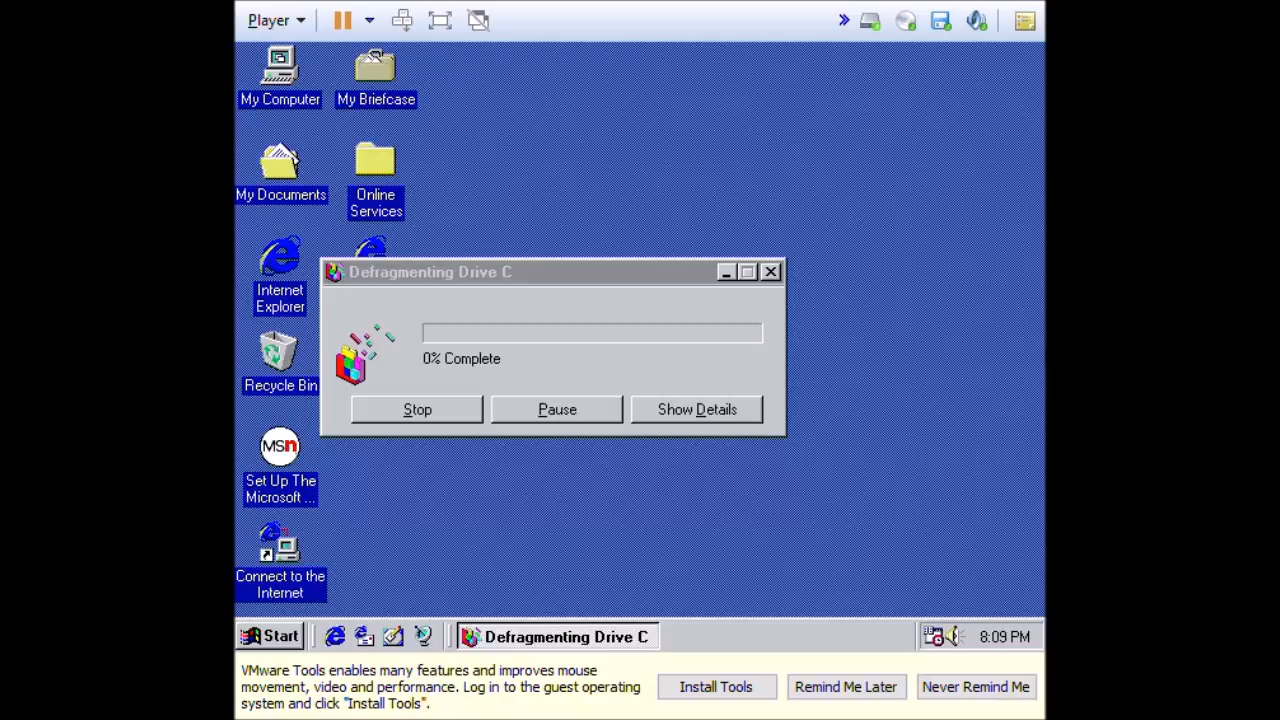 Player
My Computer
My Briefcase
My Documents
Online
Services
Internet
Explorer
Defragmenting Drive C
0% Complete
Stop
Pause
Show Details
Recycle Bin
MSn
Set Up The
Microsoft ...
Connect to the
Internet
Start
Defragmenting Drive C
8:09 PM
VMware Tools enables many features and improves mouse
movement, video and performance. Log in to the guest operating
system and click "Install Tools".
Install Tools
Remind Me Later
Never Remind Me